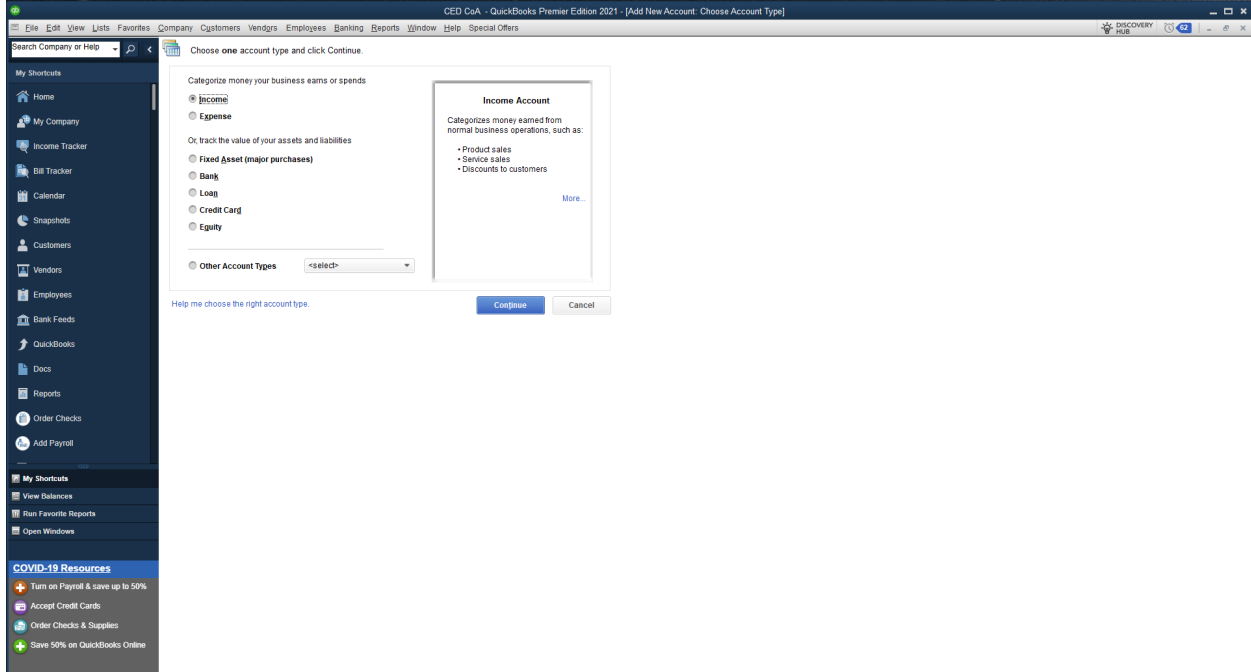 CED CoA - QuickBooks Premier Edition 2021 - [Add New Account: Choose Account Type]
File Edit View Lists Favorites Company Customers Vendors Employees Banking Reports Window Help Special Offers
DISCOVERY HUB
62
Search Company or Help
My Shortcuts
Home
My Company
Income Tracker
Bill Tracker
Calendar
Snapshots
Customers
Vendors
Employees
Bank Feeds
QuickBooks
Docs
Reports
Order Checks
Add Payroll
My Shortcuts
View Balances
Run Favorite Reports
Open Windows
COVID-19 Resources
Turn on Payroll & save up to 50%
Accept Credit Cards
Order Checks & Supplies
Save 50% on QuickBooks Online
Choose one account type and click Continue.
Categorize money your business earns or spends
Income
Expense
Or, track the value of your assets and liabilities
Fixed Asset (major purchases)
Bank
Loan
Credit Card
Equity
Other Account Types
<select>
Income Account
Categorizes money earned from
normal business operations, such as:
• Product sales
• Service sales
• Discounts to customers
More...
Help me choose the right account type.
Continue
Cancel